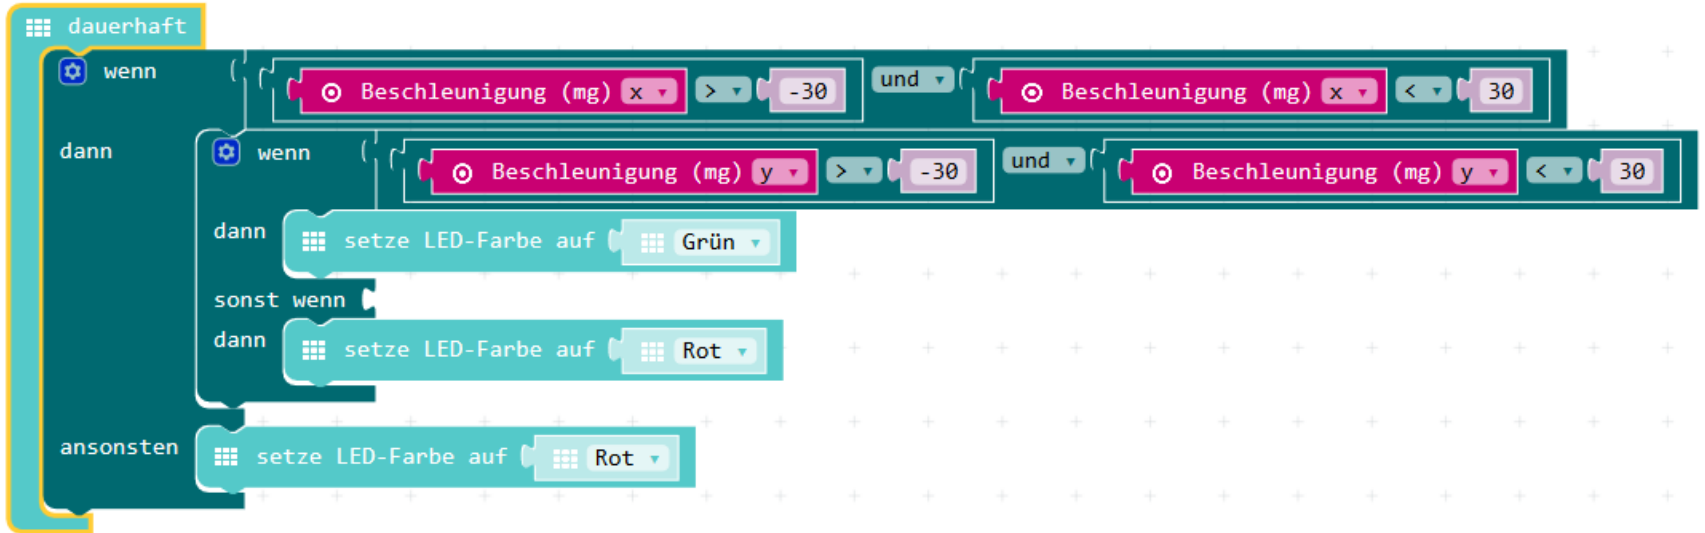 dauerhaft
wenn Beschleunigung (mg) x > -30 und Beschleunigung (mg) x < 30
dann wenn Beschleunigung (mg) y > -30 und Beschleunigung (mg) y < 30
dann setze LED-Farbe auf Grün
sonst wenn
dann setze LED-Farbe auf Rot
ansonsten setze LED-Farbe auf Rot